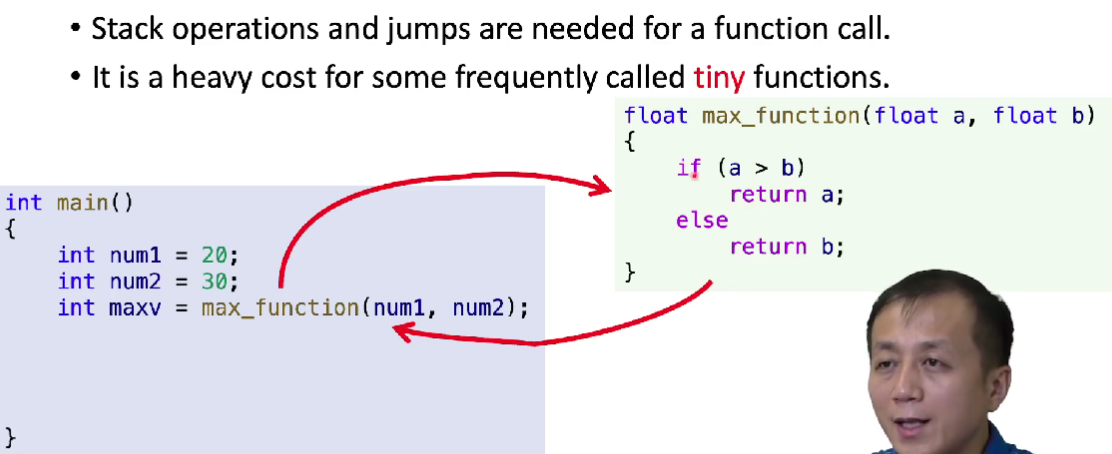 • Stack operations and jumps are needed for a function call.
• It is a heavy cost for some frequently called tiny functions.
float max_function(float a, float b)
{
    if (a > b)
        return a;
    else
        return b;
}
int main()
{
    int num1 = 20;
    int num2 = 30;
    int maxv = max_function(num1, num2);
}